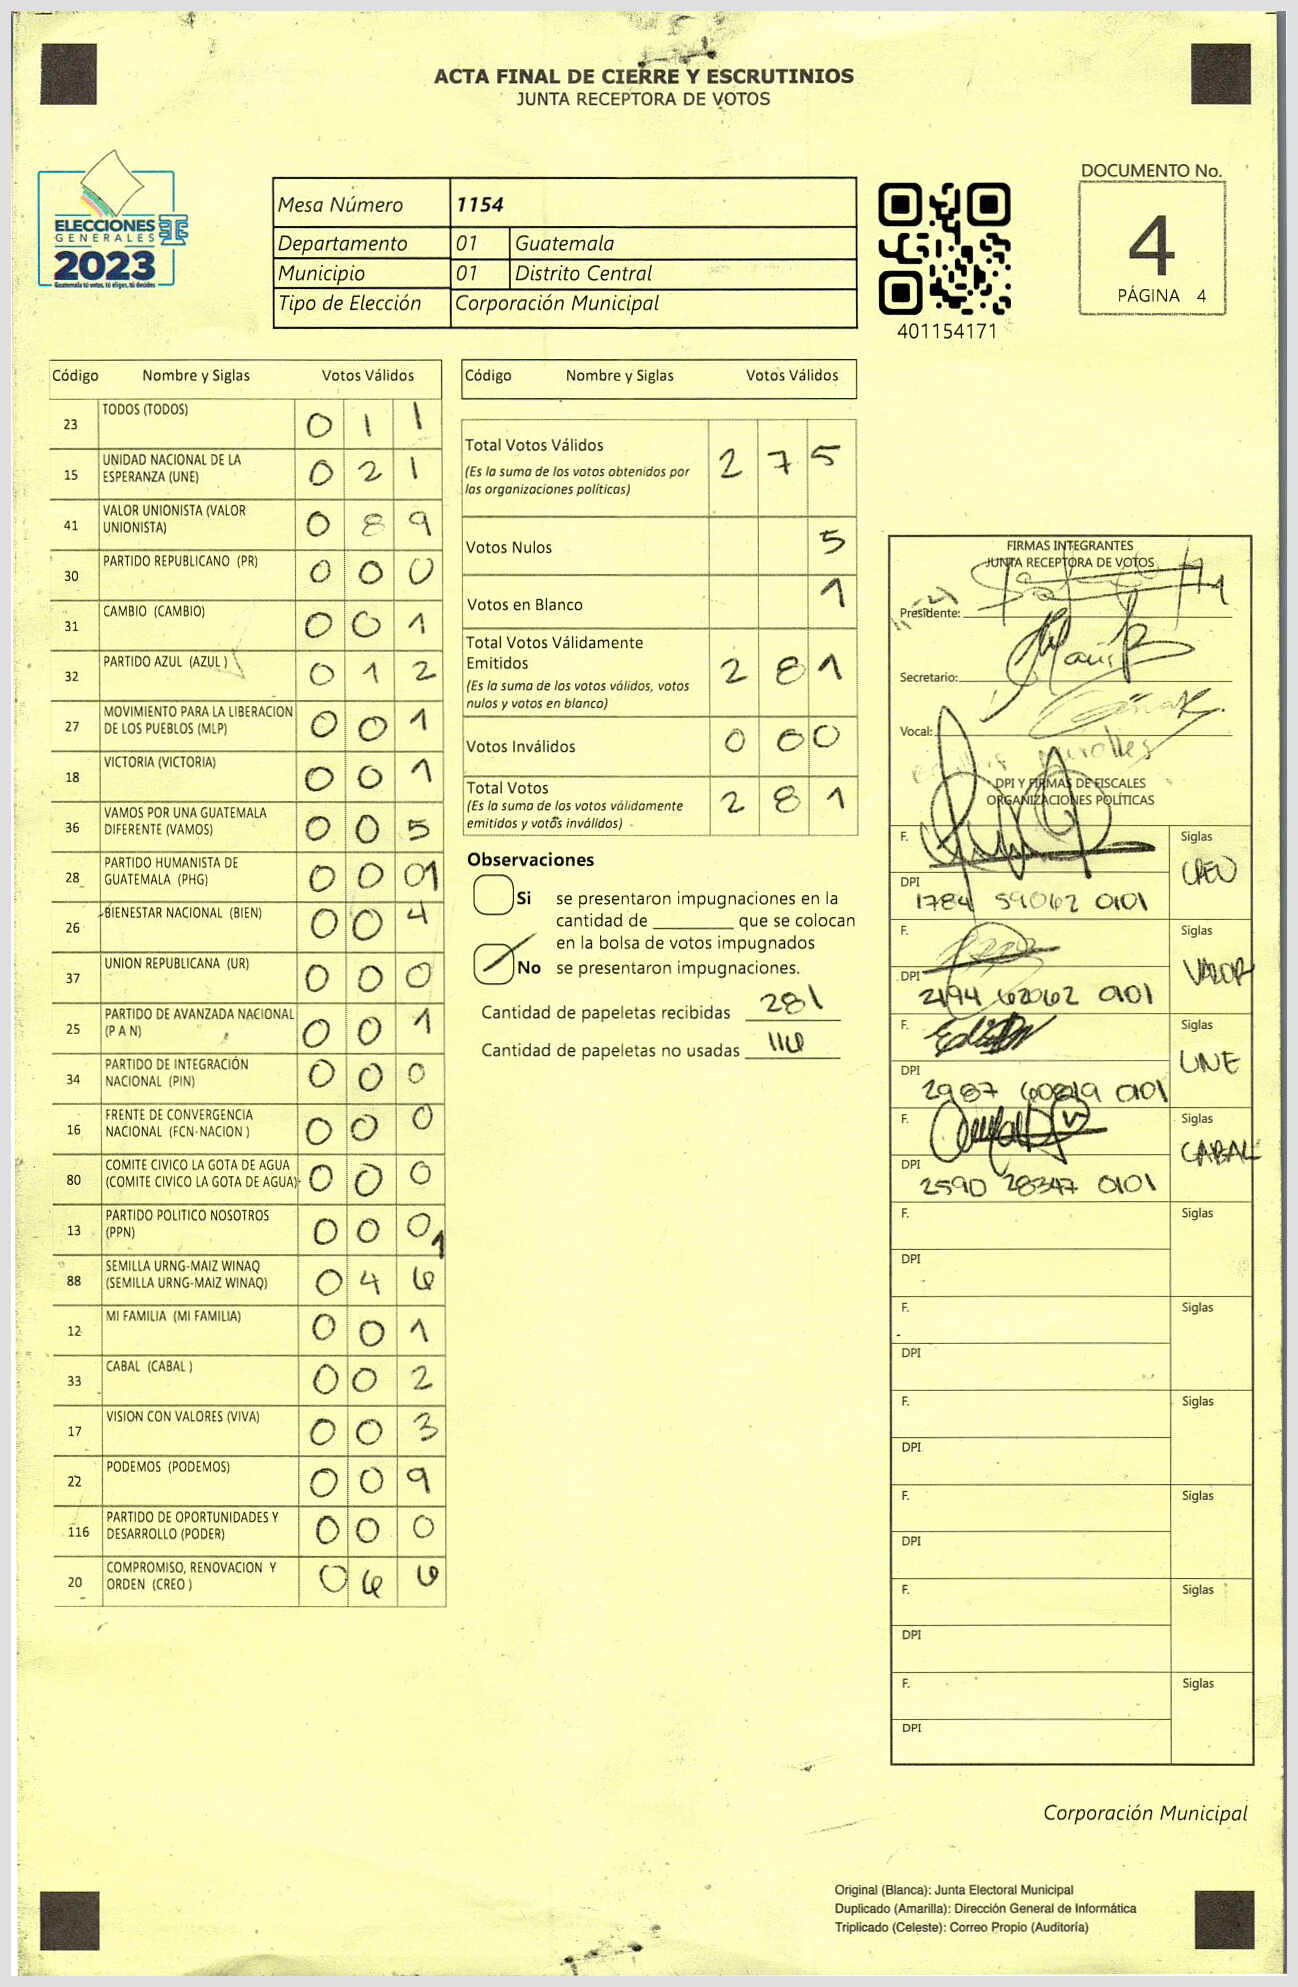 ACTA FINAL DE CIERRE Y ESCRUTINIOS
JUNTA RECEPTORA DE VOTOS
ELECCIONES
GENERALES
2023
Guatemala tú votas, tú eliges, tú decides
Mesa Número 1154
Departamento 01 Guatemala
Municipio 01 Distrito Central
Tipo de Elección Corporación Municipal
401154171
DOCUMENTO No.
4
PÁGINA 4
Código Nombre y Siglas Votos Válidos
23 TODOS (TODOS) 0 1 1
15 UNIDAD NACIONAL DE LA
ESPERANZA (UNE) 0 2 1
41 VALOR UNIONISTA (VALOR
UNIONISTA) 0 8 9
30 PARTIDO REPUBLICANO (PR) 0 0 0
31 CAMBIO (CAMBIO) 0 0 1
32 PARTIDO AZUL (AZUL ) 0 1 2
27 MOVIMIENTO PARA LA LIBERACION
DE LOS PUEBLOS (MLP) 0 0 1
18 VICTORIA (VICTORIA) 0 0 1
36 VAMOS POR UNA GUATEMALA
DIFERENTE (VAMOS) 0 0 5
28 PARTIDO HUMANISTA DE
GUATEMALA (PHG) 0 0 01
26 BIENESTAR NACIONAL (BIEN) 0 0 4
37 UNION REPUBLICANA (UR) 0 0 0
25 PARTIDO DE AVANZADA NACIONAL
(P A N) 0 0 1
34 PARTIDO DE INTEGRACIÓN
NACIONAL (PIN) 0 0 0
16 FRENTE DE CONVERGENCIA
NACIONAL (FCN-NACION ) 0 0 0
80 COMITE CIVICO LA GOTA DE AGUA
(COMITE CIVICO LA GOTA DE AGUA) 0 0 0
13 PARTIDO POLITICO NOSOTROS
(PPN) 0 0 0 1
88 SEMILLA URNG-MAIZ WINAQ
(SEMILLA URNG-MAIZ WINAQ) 0 4 6
12 MI FAMILIA (MI FAMILIA) 0 0 1
33 CABAL (CABAL ) 0 0 2
17 VISION CON VALORES (VIVA) 0 0 3
22 PODEMOS (PODEMOS) 0 0 9
116 PARTIDO DE OPORTUNIDADES Y
DESARROLLO (PODER) 0 0 0
20 COMPROMISO, RENOVACION Y
ORDEN (CREO ) 0 6 6
Código Nombre y Siglas Votos Válidos
Total Votos Válidos 2 7 5
(Es la suma de los votos obtenidos por
las organizaciones políticas)
Votos Nulos 5
Votos en Blanco 1
Total Votos Válidamente
Emitidos 2 8 1
(Es la suma de los votos válidos, votos
nulos y votos en blanco)
Votos Inválidos 0 0 0
Total Votos 2 8 1
(Es la suma de los votos válidamente
emitidos y votos inválidos)
Observaciones
Si se presentaron impugnaciones en la
cantidad de ________ que se colocan
en la bolsa de votos impugnados
No se presentaron impugnaciones.
Cantidad de papeletas recibidas 281
Cantidad de papeletas no usadas 116
FIRMAS INTEGRANTES
JUNTA RECEPTORA DE VOTOS
Presidente:
Secretario:
Vocal:
DPI Y FIRMAS DE FISCALES
ORGANIZACIONES POLÍTICAS
F. Siglas
CREO
DPI
1784 59062 0101
F. Siglas
VALOR
DPI
2194 62062 0101
F. Siglas
UNE
DPI
2987 60819 0101
F. Siglas
CABAL
DPI
2590 28347 0101
F. Siglas
DPI
F. Siglas
DPI
F. Siglas
DPI
F. Siglas
DPI
F. Siglas
DPI
F. Siglas
DPI
Corporación Municipal
Original (Blanca): Junta Electoral Municipal
Duplicado (Amarilla): Dirección General de Informática
Triplicado (Celeste): Correo Propio (Auditoría)